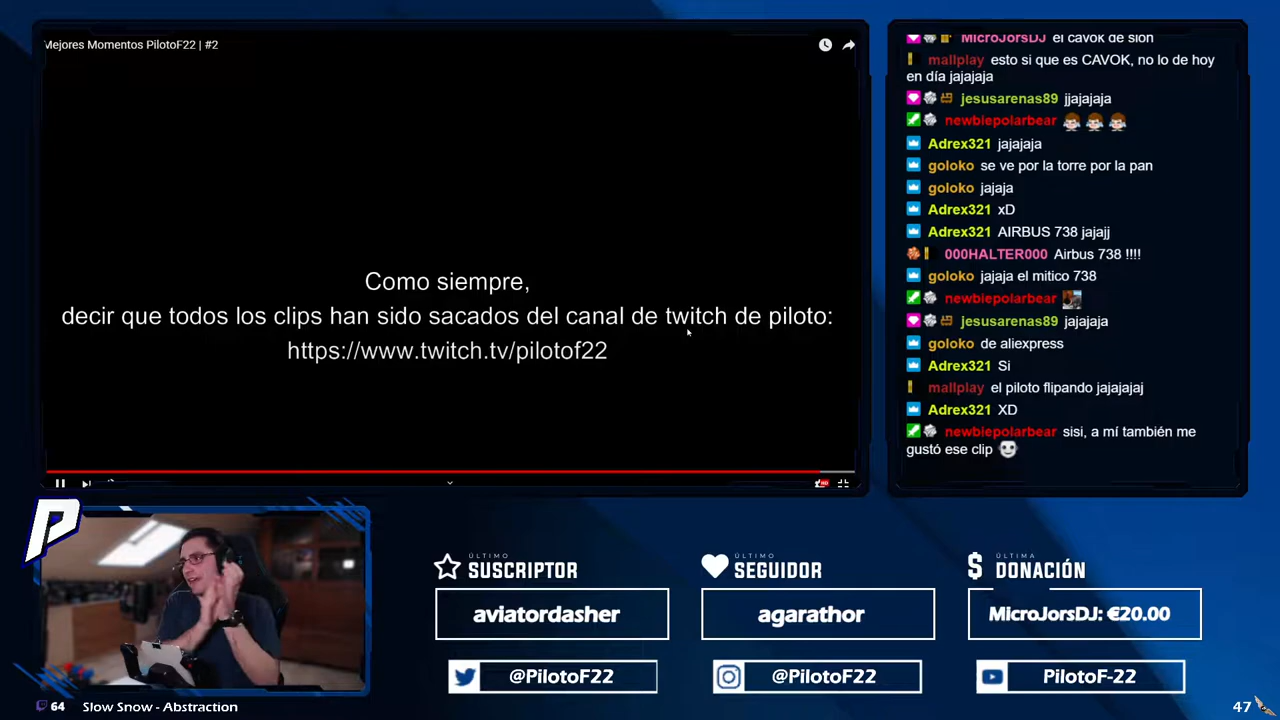 Mejores Momentos PilotoF22 | #2
Como siempre,
decir que todos los clips han sido sacados del canal de twitch de piloto:
https://www.twitch.tv/pilotof22
MicroJorsDJ el cavok de sion
mallplay esto si que es CAVOK, no lo de hoy
en día jajajaja
jesusarenas89 jjajajaja
newbiepolarbear
Adrex321 jajajaja
goloko se ve por la torre por la pan
goloko jajaja
Adrex321 xD
Adrex321 AIRBUS 738 jajajj
000HALTER000 Airbus 738 !!!!
goloko jajaja el mitico 738
newbiepolarbear
jesusarenas89 jajajaja
goloko de aliexpress
Adrex321 Si
mallplay el piloto flipando jajajajaj
Adrex321 XD
newbiepolarbear sisi, a mí también me
gustó ese clip
P
ÚLTIMO
SUSCRIPTOR
aviatordasher
@PilotoF22
ÚLTIMO
SEGUIDOR
agarathor
@PilotoF22
ÚLTIMA
$ DONACIÓN
MicroJorsDJ: €20.00
PilotoF-22
64 Slow Snow - Abstraction
47